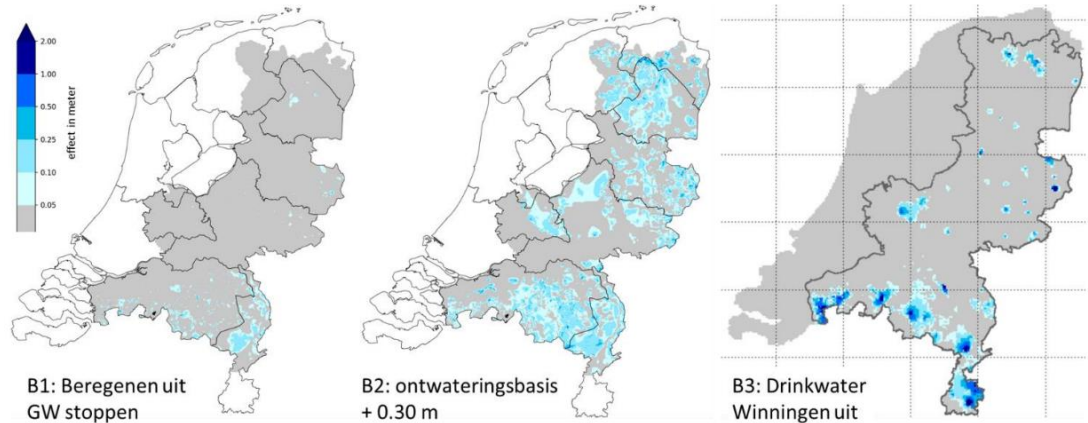 2.00
1.00
0.50
0.25
0.10
0.05
effect in meter
B1: Beregenen uit
GW stoppen
B2: ontwateringsbasis
+ 0.30 m
B3: Drinkwater
Winningen uit